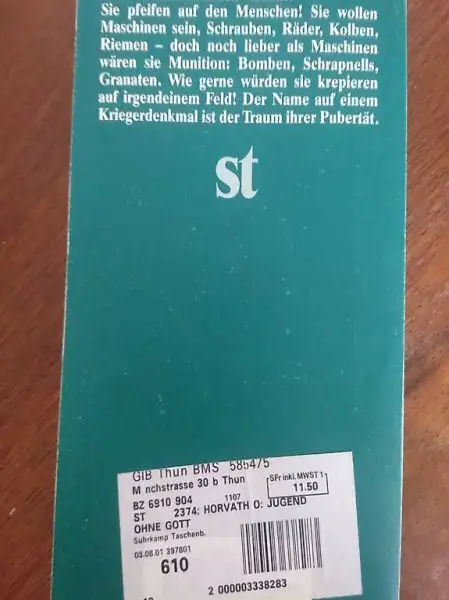 Sie pfeifen auf den Menschen! Sie wollen
Maschinen sein, Schrauben, Räder, Kolben,
Riemen – doch noch lieber als Maschinen
wären sie Munition: Bomben, Schrapnells,
Granaten. Wie gerne würden sie krepieren
auf irgendeinem Feld! Der Name auf einem
Kriegerdenkmal ist der Traum ihrer Pubertät.
st
GIB Thun BMS 585475
M nchstrasse 30 b Thun
SFr inkl. MWST 1
BZ 6910 904
11.50
1107
ST 2374; HORVATH O: JUGEND
OHNE GOTT
Suhrkamp Taschenb.
03.08.01 397801
610
2 000003338283